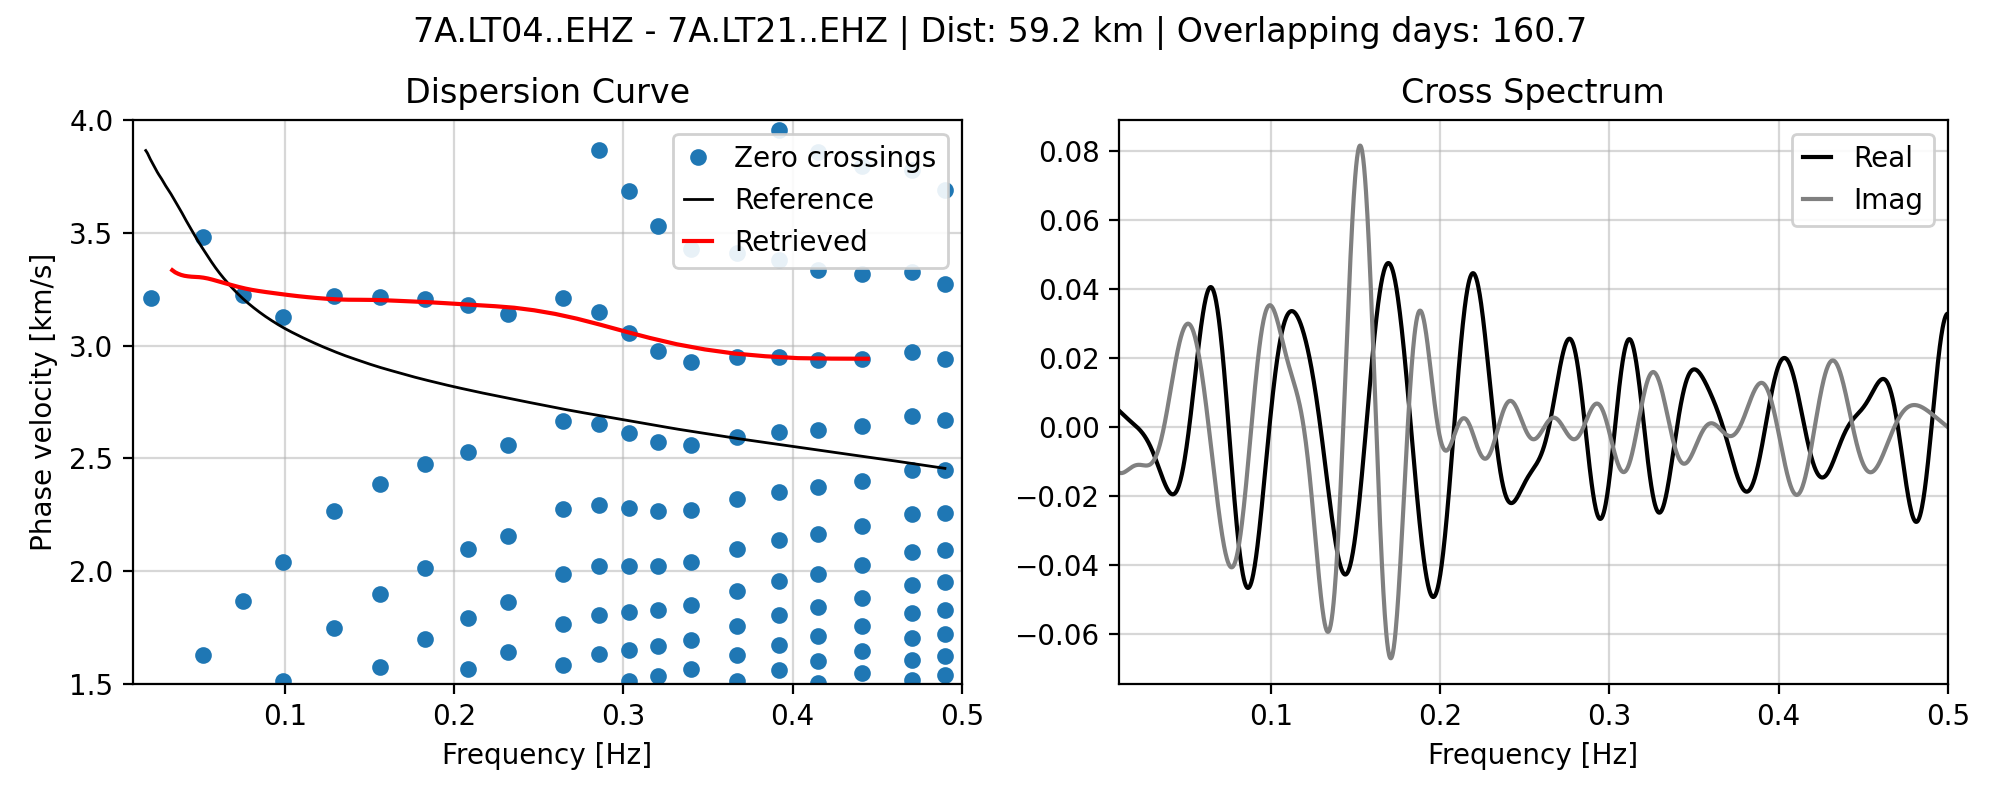 7A.LT04..EHZ - 7A.LT21..EHZ | Dist: 59.2 km | Overlapping days: 160.7
Dispersion Curve
Phase velocity [km/s]
4.0
3.5
3.0
2.5
2.0
1.5
Zero crossings
Reference
Retrieved
0.1
0.2
0.3
0.4
0.5
Frequency [Hz]
Cross Spectrum
0.08
0.06
0.04
0.02
0.00
−0.02
−0.04
−0.06
Real
Imag
0.1
0.2
0.3
0.4
0.5
Frequency [Hz]